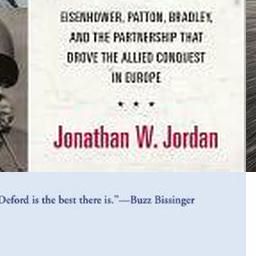 EISENHOWER, PATTON, BRADLEY,
AND THE PARTNERSHIP THAT
DROVE THE ALLIED CONQUEST
IN EUROPE
★ ★ ★
Jonathan W. Jordan
Deford is the best there is."—Buzz Bissinger